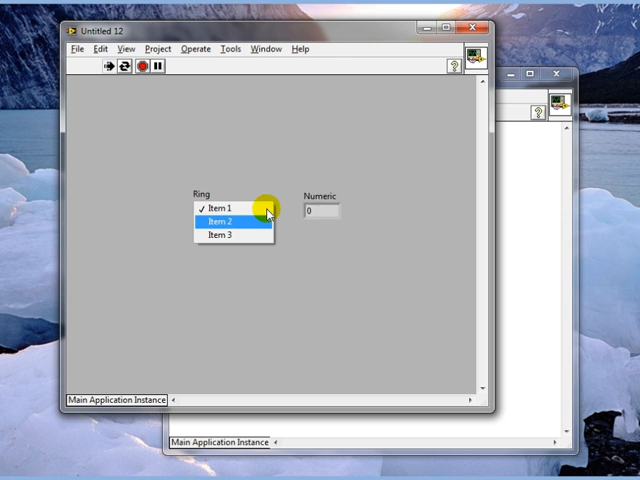 Untitled 12
File Edit View Project Operate Tools Window Help
?
?
Ring
Numeric
✓ Item 1
0
Item 2
Item 3
Main Application Instance
Main Application Instance